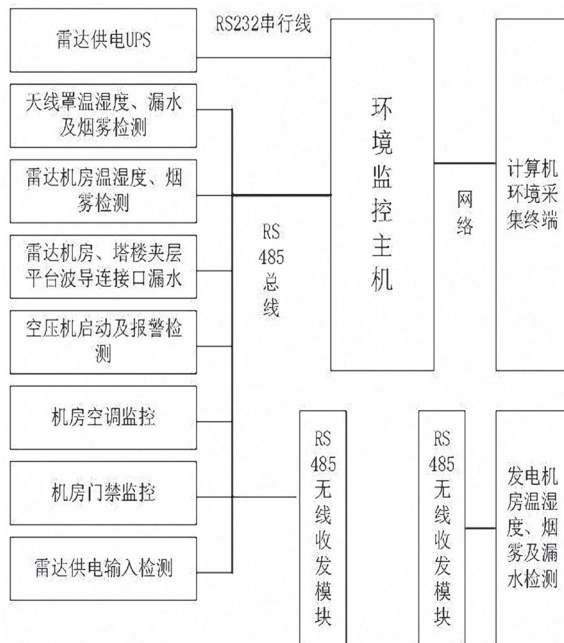 雷达供电UPS
RS232串行线
天线罩温湿度、漏水
及烟雾检测
雷达机房温湿度、烟
雾检测
雷达机房、塔楼夹层
平台波导连接口漏水
空压机启动及报警检
测
机房空调监控
机房门禁监控
雷达供电输入检测
RS
485
总
线
环
境
监
控
主
机
网
络
计算机
环境采
集终端
RS
485
无
线
收
发
模
块
RS
485
无
线
收
发
模
块
发电机
房温湿
度、烟
雾及漏
水检测